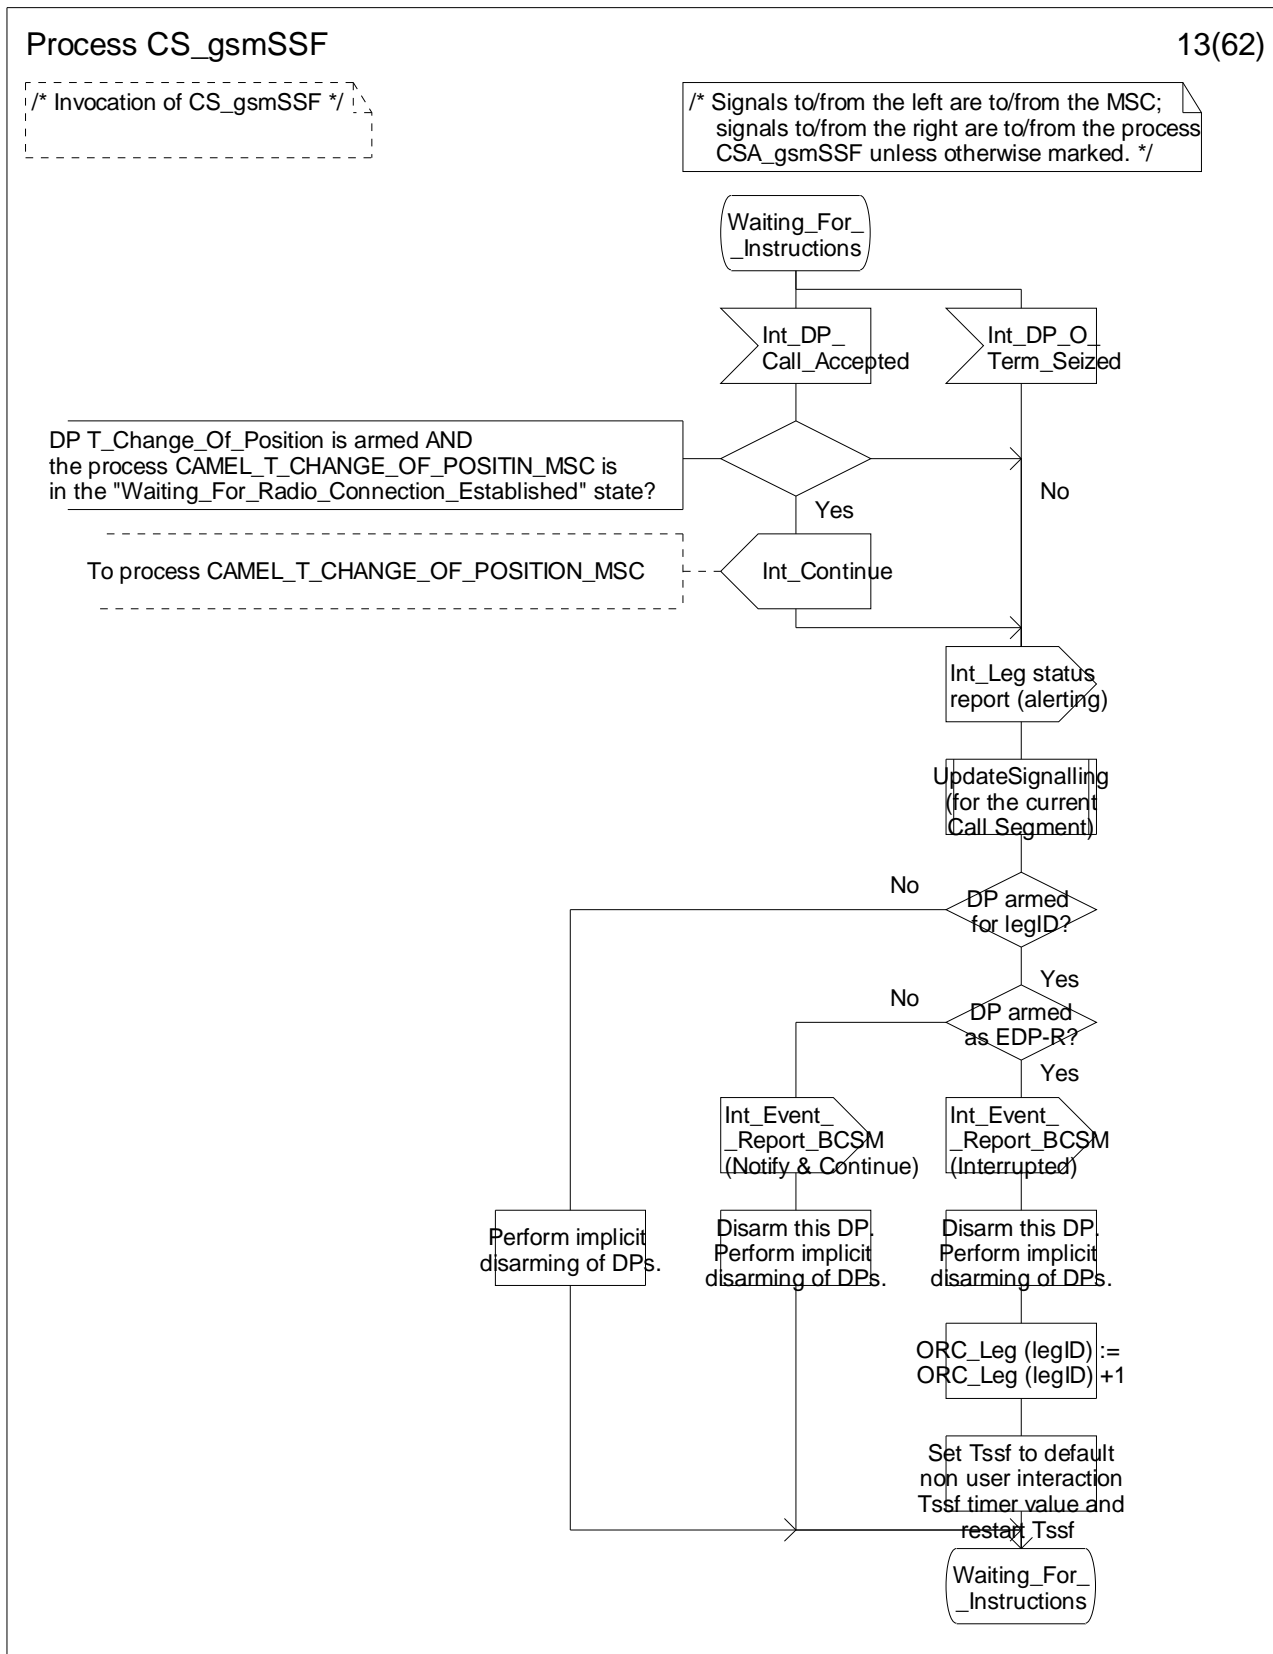 Process CS_gsmSSF
13(62)
/* Invocation of CS_gsmSSF */
/* Signals to/from the left are to/from the MSC;
signals to/from the right are to/from the process
CSA_gsmSSF unless otherwise marked. */
Waiting_For_
_Instructions
Int_DP_
Call_Accepted
Int_DP_O_
Term_Seized
DP T_Change_Of_Position is armed AND
the process CAMEL_T_CHANGE_OF_POSITIN_MSC is
in the "Waiting_For_Radio_Connection_Established" state?
No
Yes
To process CAMEL_T_CHANGE_OF_POSITION_MSC
Int_Continue
Int_Leg status
report (alerting)
UpdateSignalling
(for the current
Call Segment)
No
DP armed
for legID?
Yes
No
DP armed
as EDP-R?
Yes
Int_Event_
_Report_BCSM
(Notify & Continue)
Int_Event_
_Report_BCSM
(Interrupted)
Perform implicit
disarming of DPs.
Disarm this DP.
Perform implicit
disarming of DPs.
Disarm this DP.
Perform implicit
disarming of DPs.
ORC_Leg (legID) :=
ORC_Leg (legID) +1
Set Tssf to default
non user interaction
Tssf timer value and
restart Tssf
Waiting_For_
_Instructions